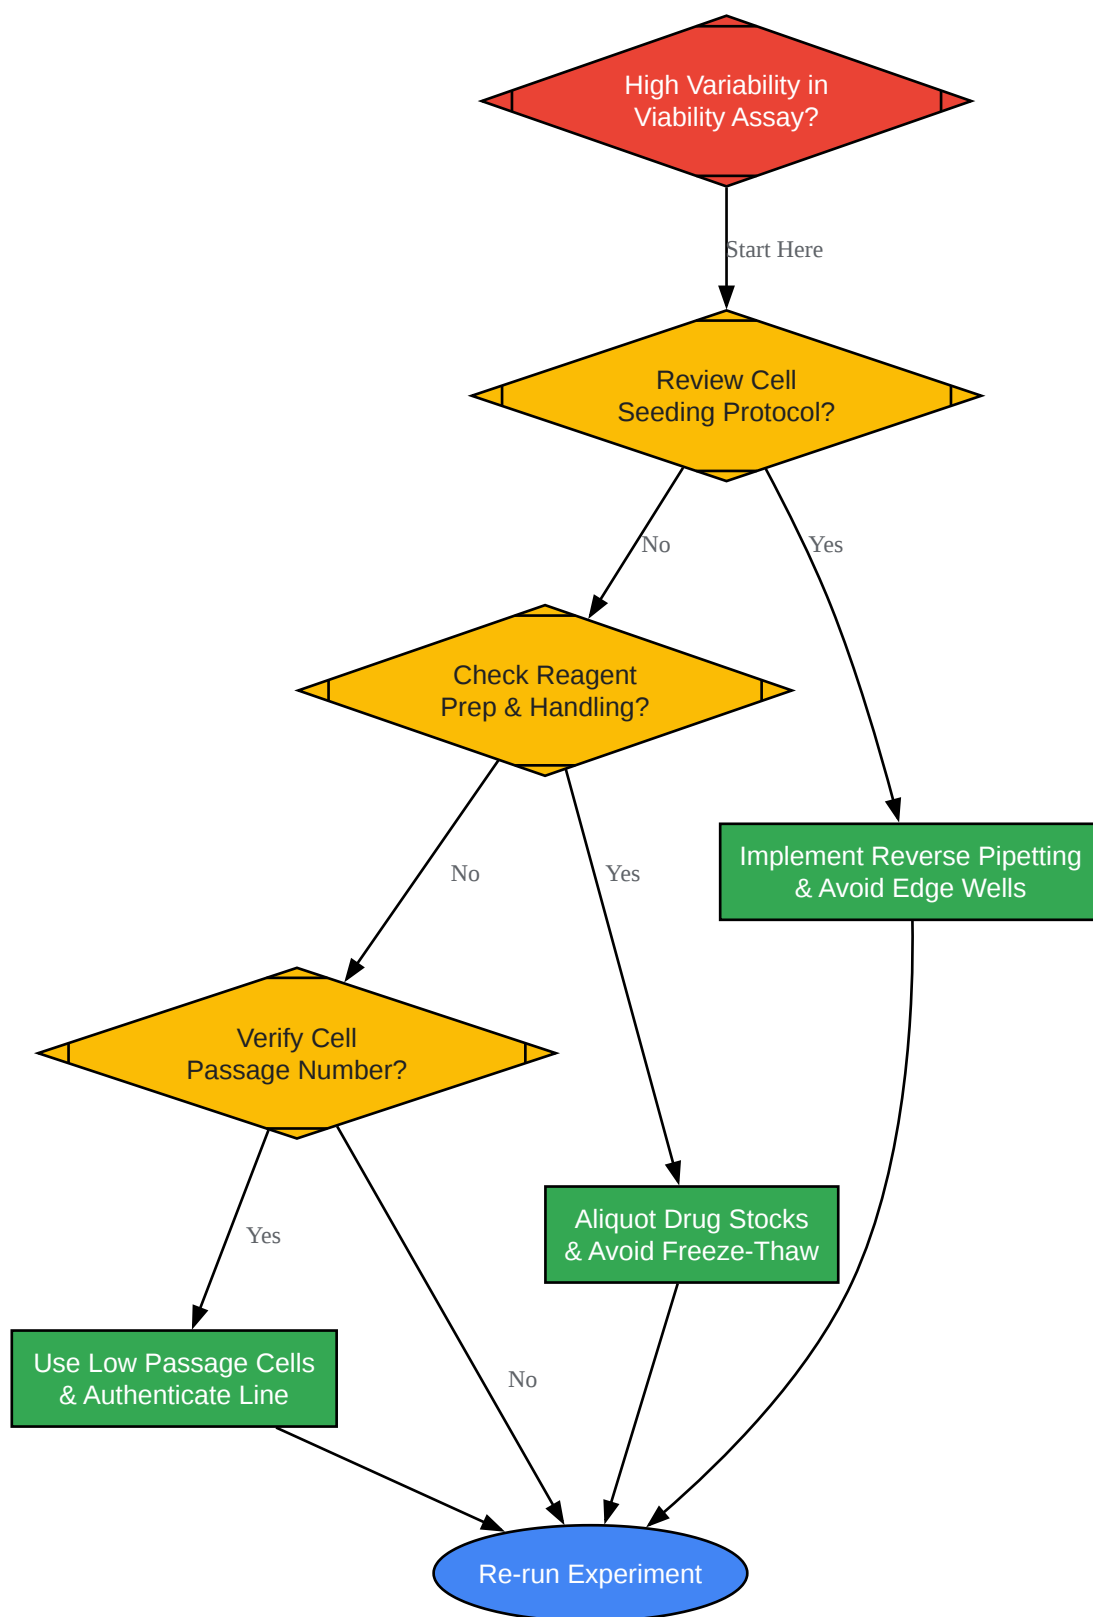 High Variability in
Viability Assay?
Start Here
Review Cell
Seeding Protocol?
No
Yes
Check Reagent
Prep & Handling?
Implement Reverse Pipetting
& Avoid Edge Wells
No
Yes
Verify Cell
Passage Number?
Aliquot Drug Stocks
& Avoid Freeze-Thaw
Yes
Use Low Passage Cells
& Authenticate Line
No
Re-run Experiment